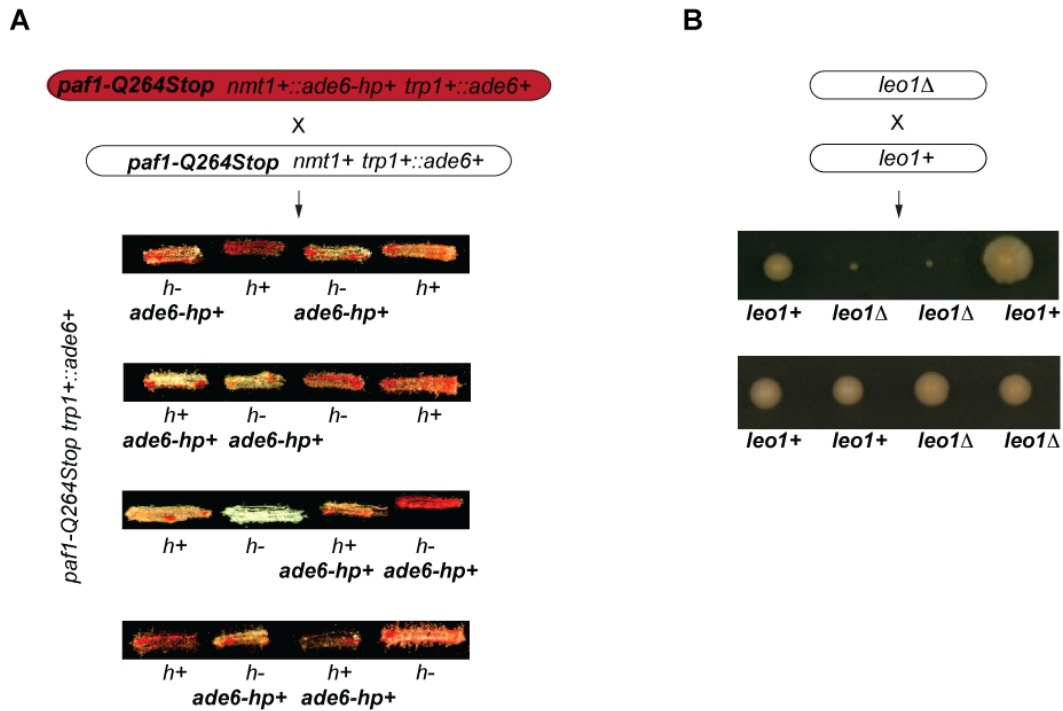 A
paf1-Q264Stop nmt1+::ade6-hp+ trp1+::ade6+
X
paf1-Q264Stop nmt1+ trp1+::ade6+
paf1-Q264Stop trp1+::ade6+
h- h+ h- h+
ade6-hp+ ade6-hp+
h+ h- h- h+
ade6-hp+ ade6-hp+
h+ h- h+ h-
ade6-hp+ ade6-hp+
h+ h- h+ h-
ade6-hp+ ade6-hp+
B
leo1Δ
X
leo1+
leo1+ leo1Δ leo1Δ leo1+
leo1+ leo1+ leo1Δ leo1Δ